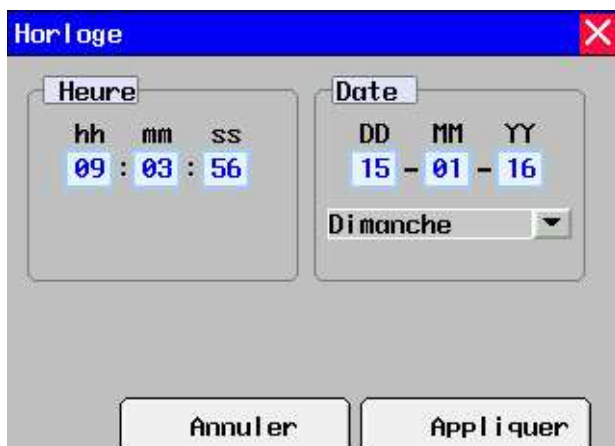 Horloge
Heure
hh mm ss
09 : 03 : 56
Date
DD MM YY
15 - 01 - 16
Dimanche
Annuler
Appliquer